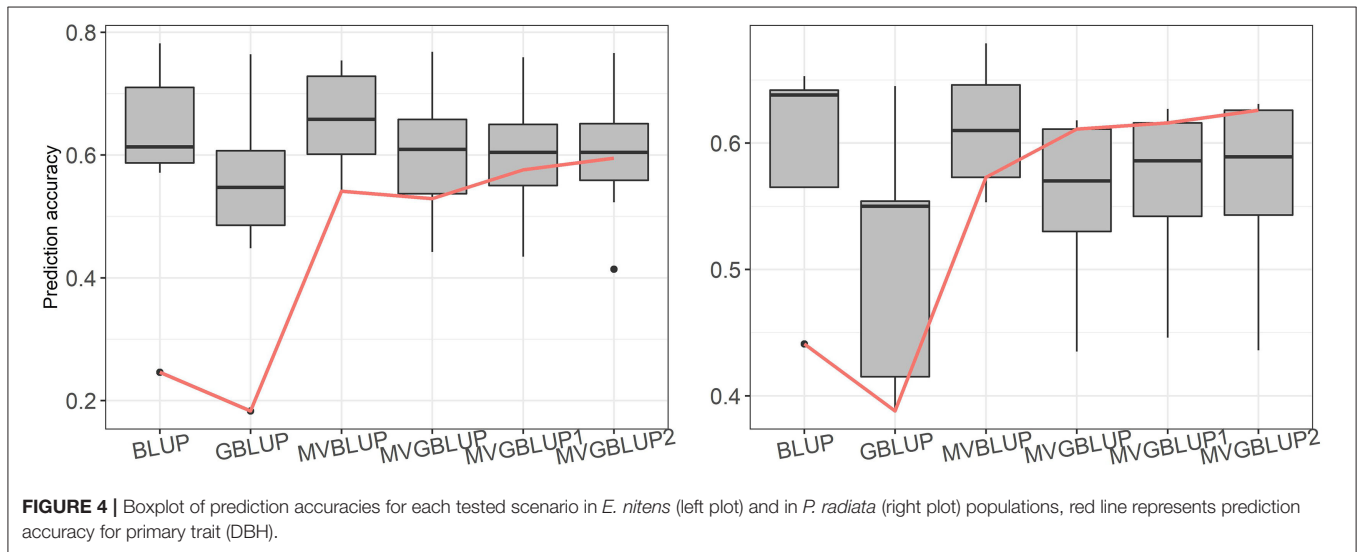 Prediction accuracy
0.8
0.6
0.4
0.2
BLUP
GBLUP
MVBLUP
MVGBLUP
MVGBLUP1
MVGBLUP2
0.6
0.5
0.4
BLUP
GBLUP
MVBLUP
MVGBLUP
MVGBLUP1
MVGBLUP2
FIGURE 4 | Boxplot of prediction accuracies for each tested scenario in E. nitens (left plot) and in P. radiata (right plot) populations, red line represents prediction
accuracy for primary trait (DBH).